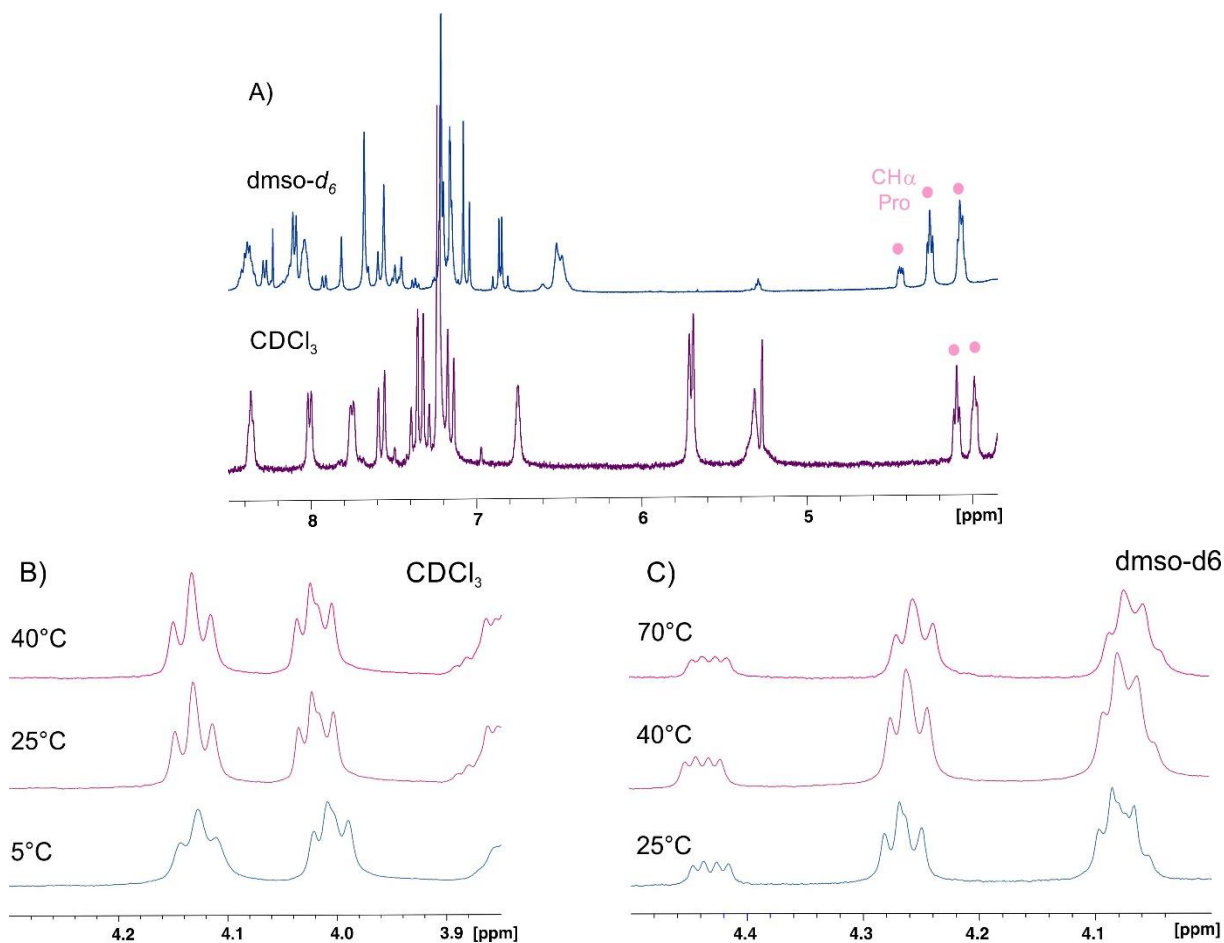 A)
dmso-d6
CHα
Pro
CDCl3
8 7 6 5 [ppm]
B) CDCl3
40°C
25°C
5°C
4.2 4.1 4.0 3.9 [ppm]
C) dmso-d6
70°C
40°C
25°C
4.4 4.3 4.2 4.1 [ppm]